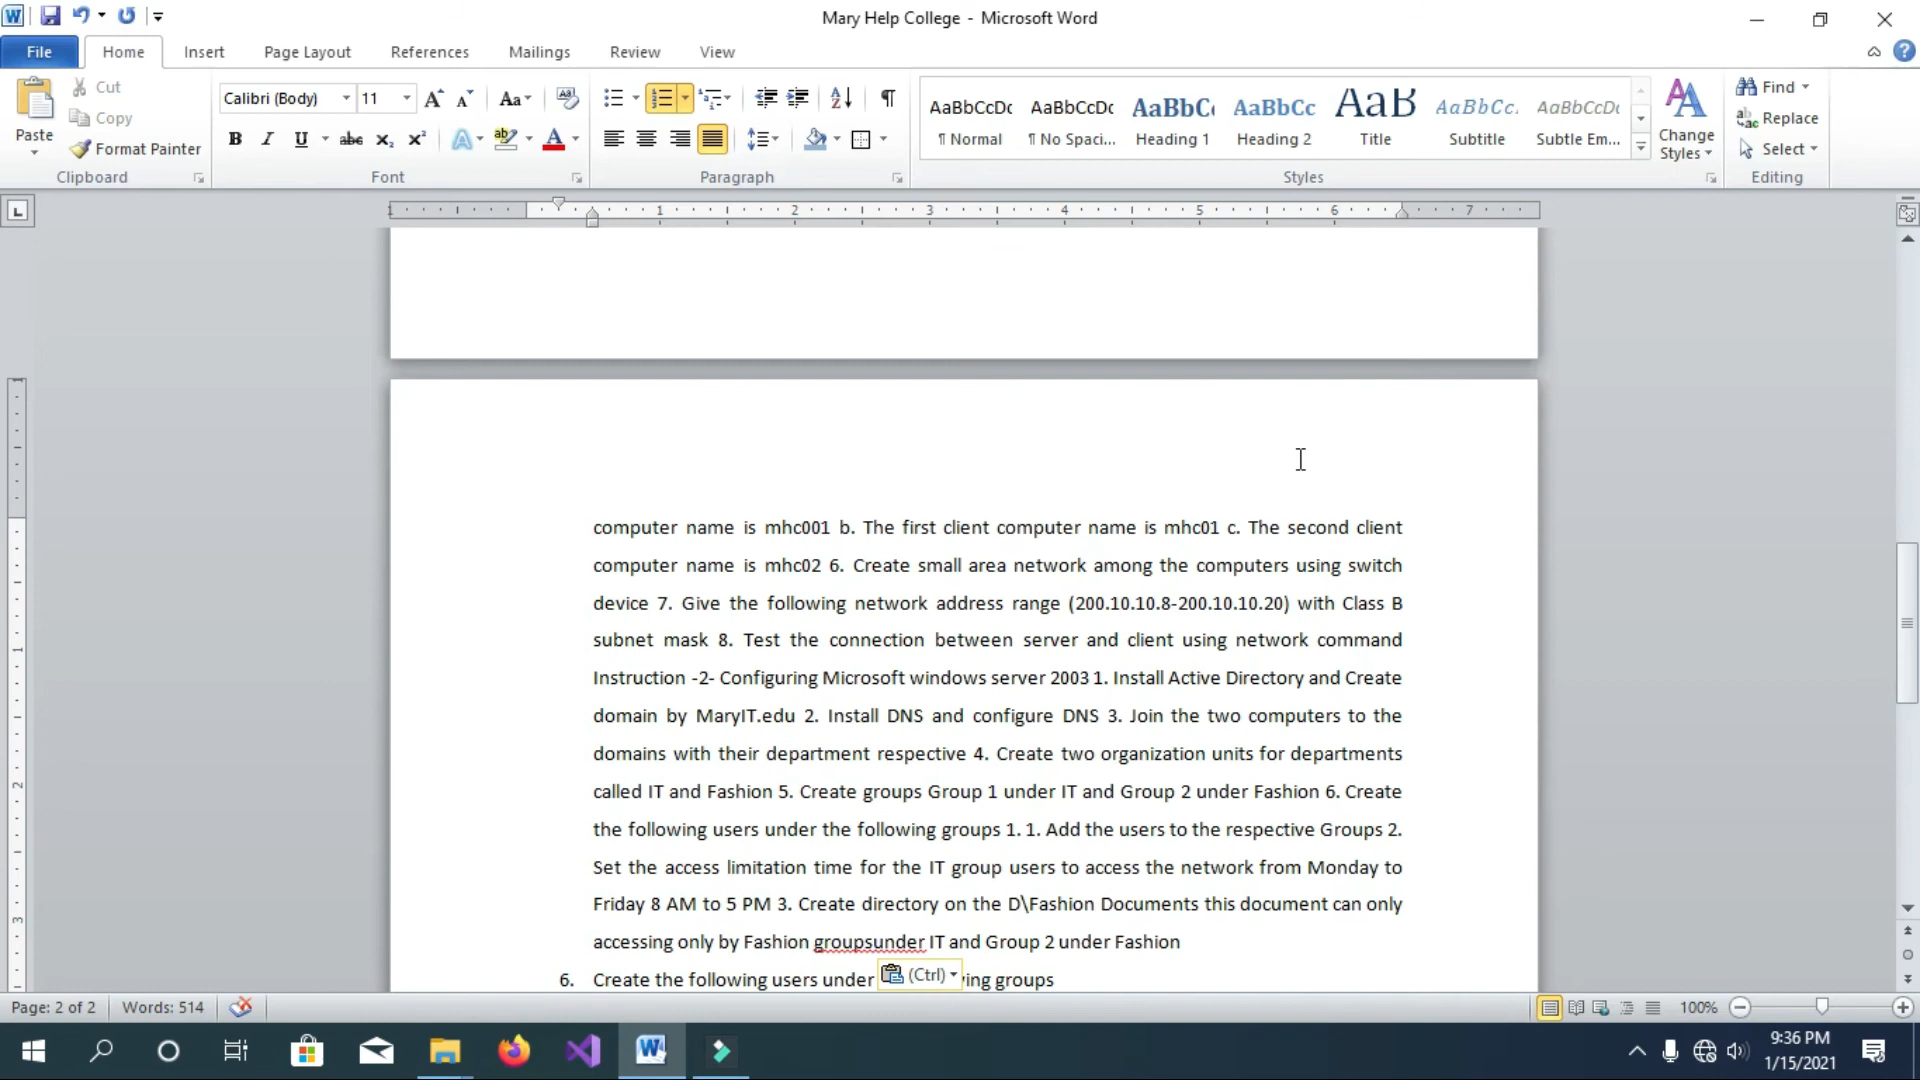 Mary Help College - Microsoft Word
File Home Insert Page Layout References Mailings Review View
Paste
Cut
Copy
Format Painter
Clipboard
Calibri (Body) 11
Font
Paragraph
AaBbCcDc AaBbCcDc AaBbC AaBbCc AaB AaBbCc. AaBbCcDc
¶ Normal ¶ No Spaci... Heading 1 Heading 2 Title Subtitle Subtle Em...
Styles
Change
Styles
Find
Replace
Select
Editing
1 1 2 3 4 5 6 7
computer name is mhc001 b. The first client computer name is mhc01 c. The second client
computer name is mhc02 6. Create small area network among the computers using switch
device 7. Give the following network address range (200.10.10.8-200.10.10.20) with Class B
subnet mask 8. Test the connection between server and client using network command
Instruction -2- Configuring Microsoft windows server 2003 1. Install Active Directory and Create
domain by MaryIT.edu 2. Install DNS and configure DNS 3. Join the two computers to the
domains with their department respective 4. Create two organization units for departments
called IT and Fashion 5. Create groups Group 1 under IT and Group 2 under Fashion 6. Create
the following users under the following groups 1. 1. Add the users to the respective Groups 2.
Set the access limitation time for the IT group users to access the network from Monday to
Friday 8 AM to 5 PM 3. Create directory on the D\Fashion Documents this document can only
accessing only by Fashion groupsunder IT and Group 2 under Fashion
6. Create the following users under (Ctrl) ing groups
Page: 2 of 2 Words: 514 100%
9:36 PM
1/15/2021